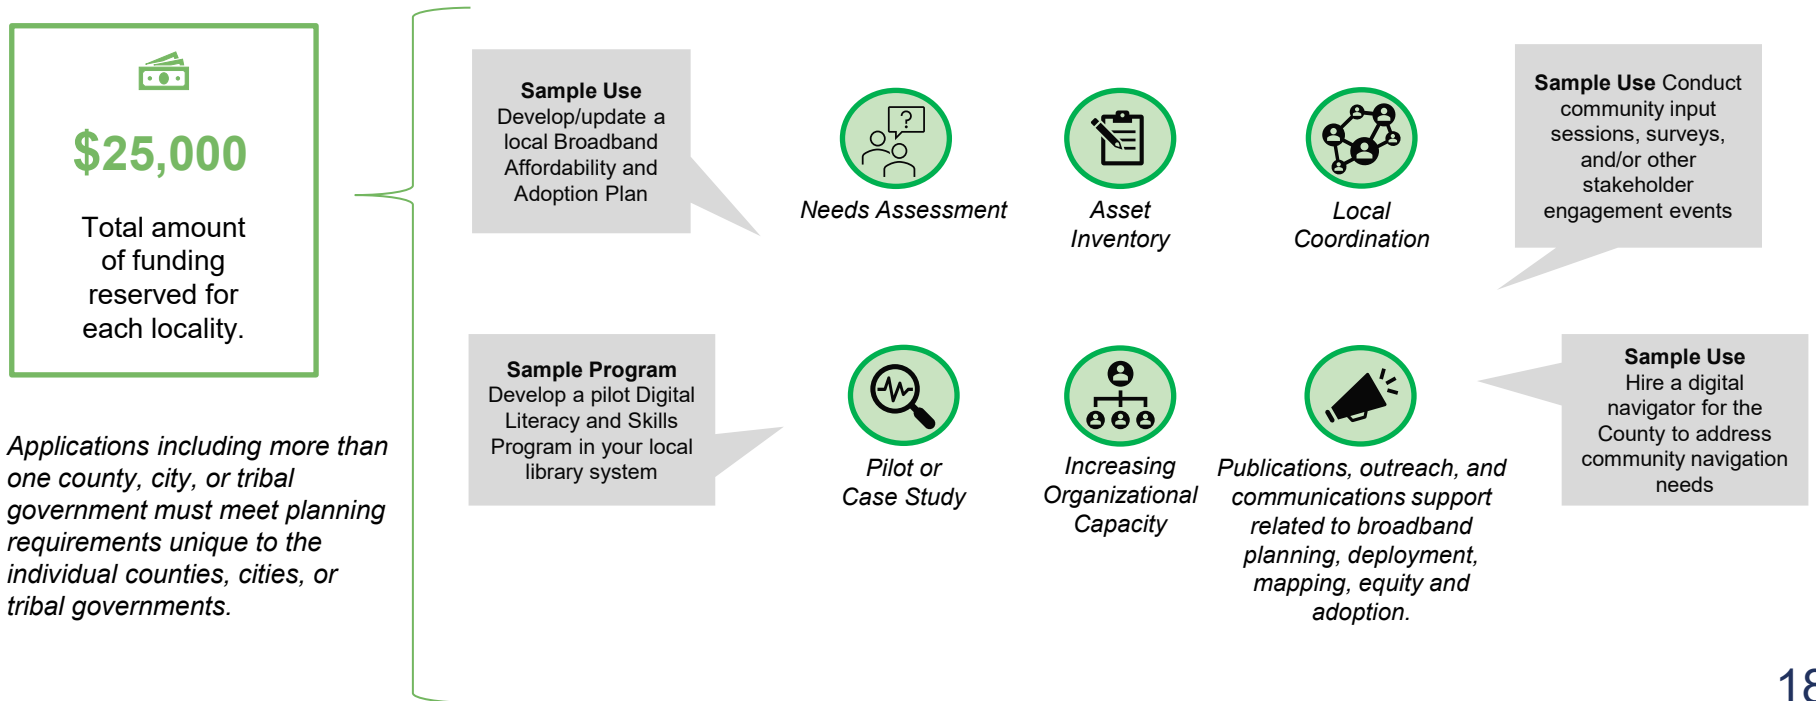 $25,000
Total amount
of funding
reserved for
each locality.
Applications including more than
one county, city, or tribal
government must meet planning
requirements unique to the
individual counties, cities, or
tribal governments.
Sample Use
Develop/update a
local Broadband
Affordability and
Adoption Plan
?
Needs Assessment
Asset
Inventory
Local
Coordination
Sample Use Conduct
community input
sessions, surveys,
and/or other
stakeholder
engagement events
Sample Program
Develop a pilot Digital
Literacy and Skills
Program in your local
library system
Pilot or
Case Study
Increasing
Organizational
Capacity
Publications, outreach, and
communications support
related to broadband
planning, deployment,
mapping, equity and
adoption.
Sample Use
Hire a digital
navigator for the
County to address
community navigation
needs
18